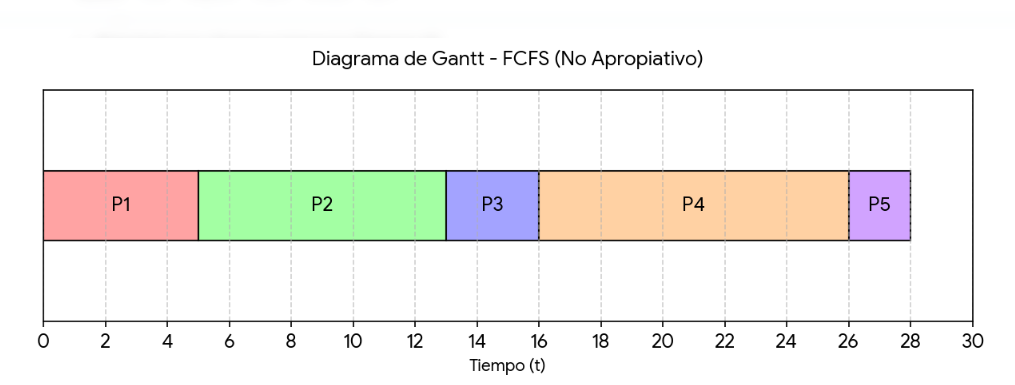 Diagrama de Gantt - FCFS (No Apropiativo)
P1 P2 P3 P4 P5
0 2 4 6 8 10 12 14 16 18 20 22 24 26 28 30
Tiempo (t)